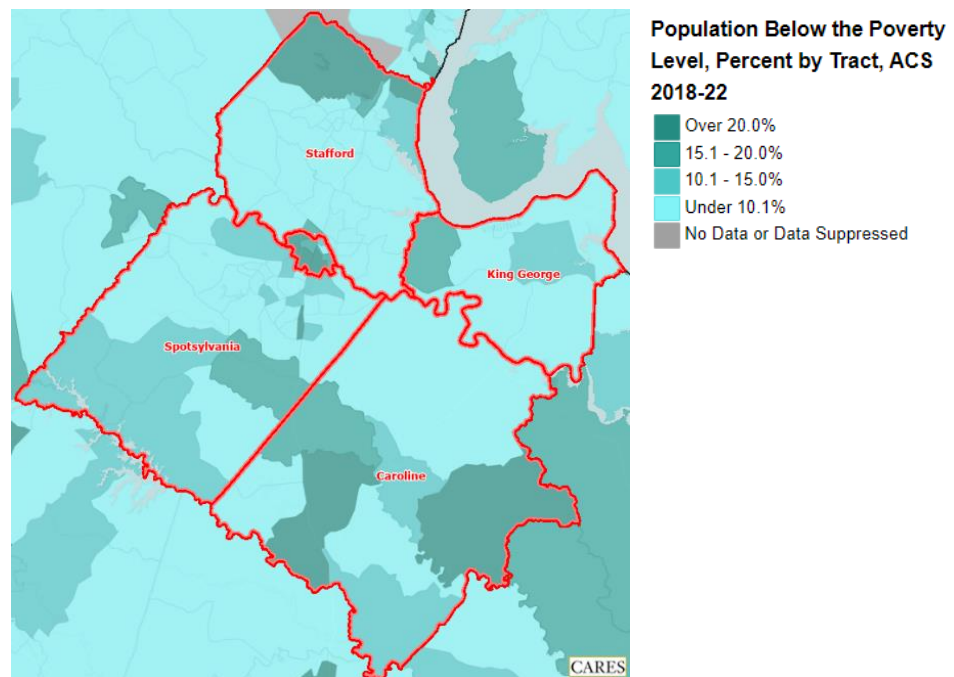 Population Below the Poverty
Level, Percent by Tract, ACS
2018-22
Over 20.0%
15.1 - 20.0%
10.1 - 15.0%
Under 10.1%
No Data or Data Suppressed
Stafford
King George
Spotsylvania
Caroline
CARES